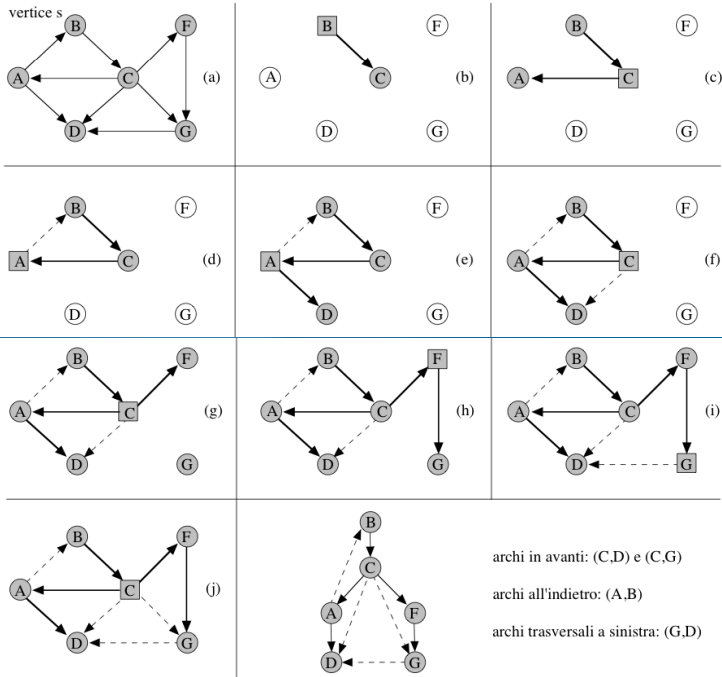 vertice s
B F
A C (a)
D G
B F
A C (b)
D G
B F
A C (c)
D G
B F
A C (d)
D G
B F
A C (e)
D G
B F
A C (f)
D G
B F
A C (g)
D G
B F
A C (h)
D G
B F
A C (i)
D G
B F
A C (j)
D G
B
C
A F
D G
archi in avanti: (C,D) e (C,G)
archi all'indietro: (A,B)
archi trasversali a sinistra: (G,D)